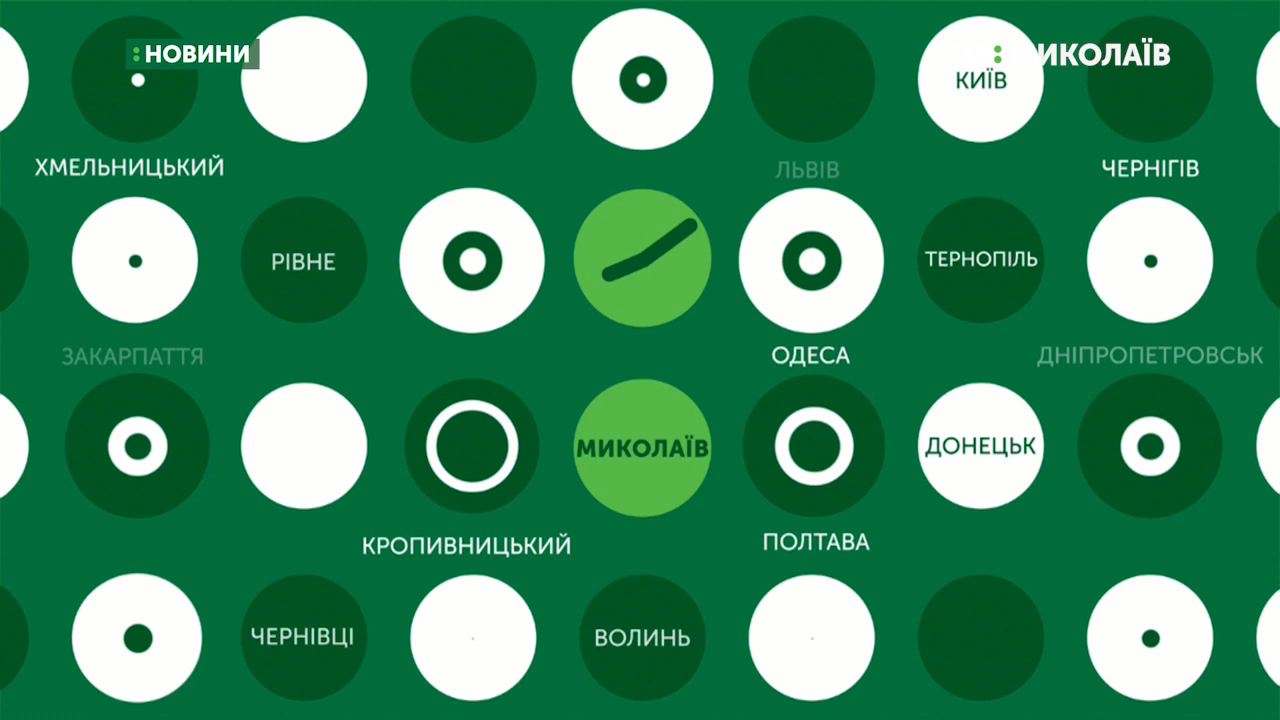 :НОВИНИ
:МИКОЛАЇВ
КИЇВ
ХМЕЛЬНИЦЬКИЙ
ЛЬВІВ
ЧЕРНІГІВ
РІВНЕ
ТЕРНОПІЛЬ
ЗАКАРПАТТЯ
ОДЕСА
ДНІПРОПЕТРОВСЬК
МИКОЛАЇВ
ДОНЕЦЬК
КРОПИВНИЦЬКИЙ
ПОЛТАВА
ЧЕРНІВЦІ
ВОЛИНЬ